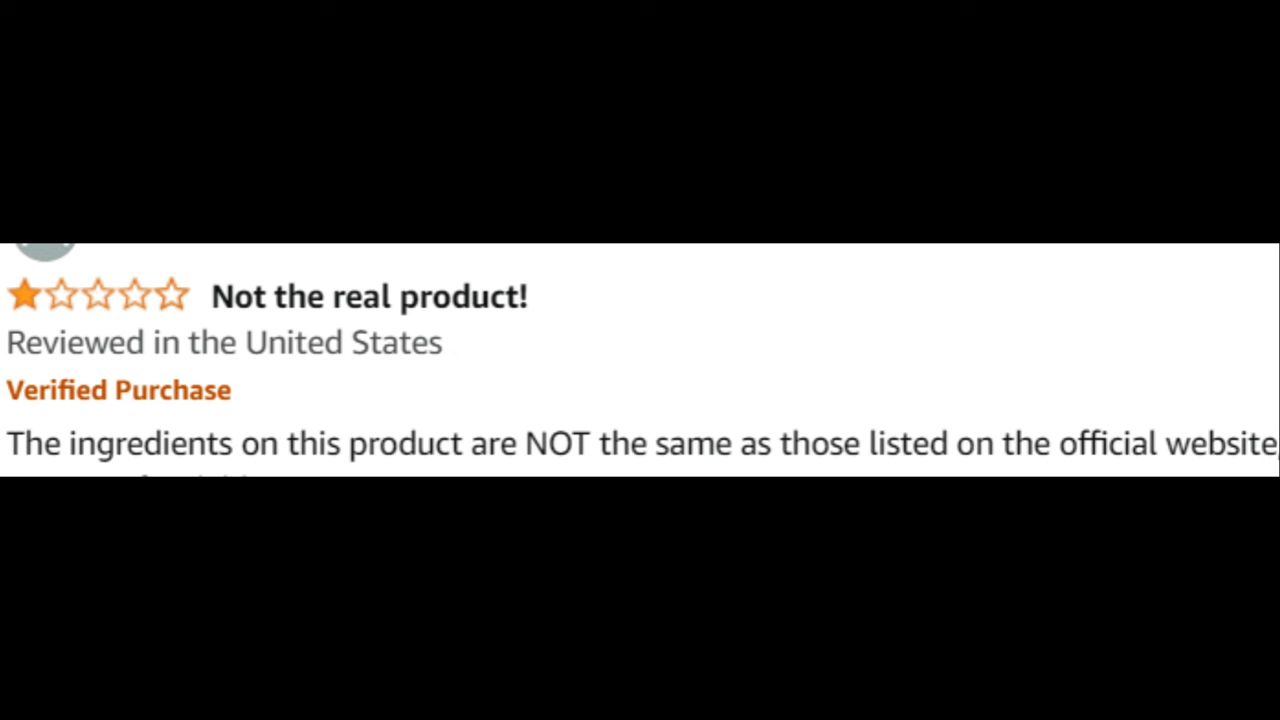 Not the real product!
Reviewed in the United States
Verified Purchase
The ingredients on this product are NOT the same as those listed on the official website,